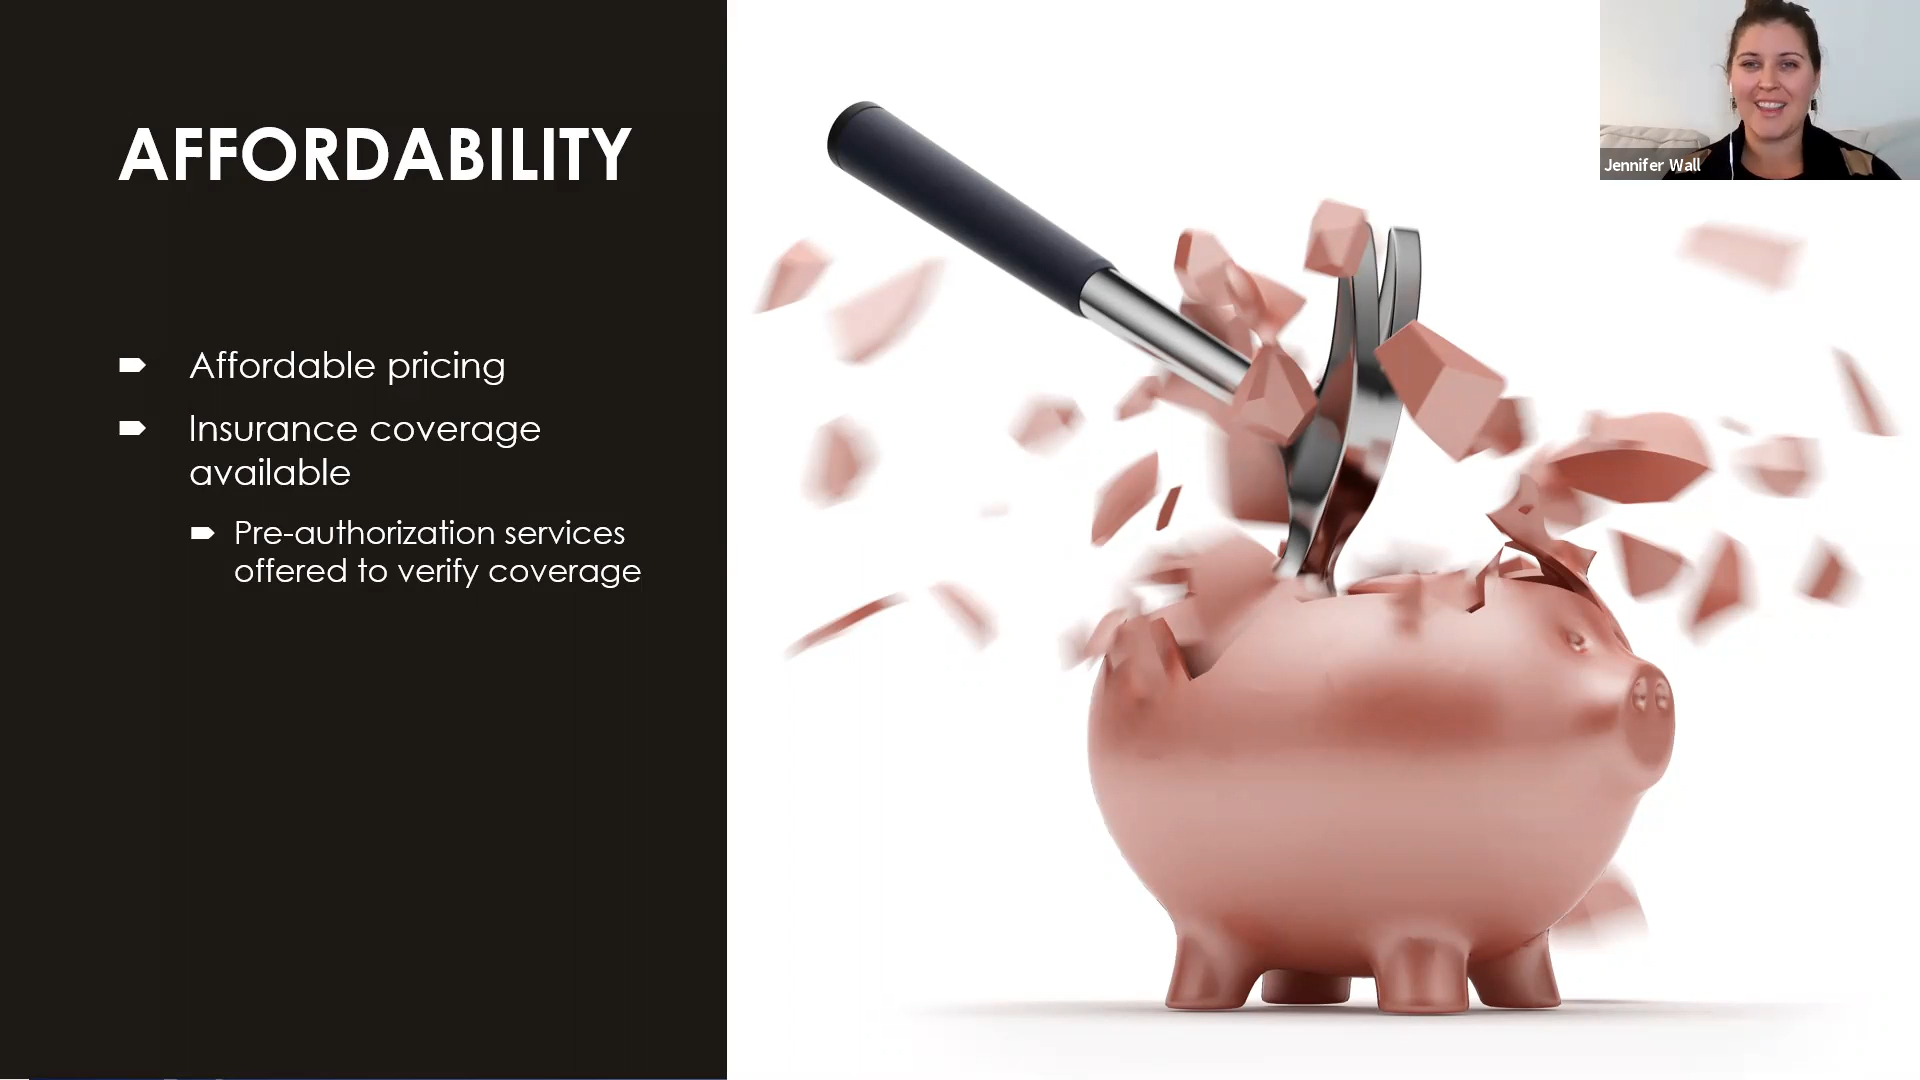 AFFORDABILITY
Affordable pricing
Insurance coverage
available
Pre-authorization services
offered to verify coverage
Jennifer Wall